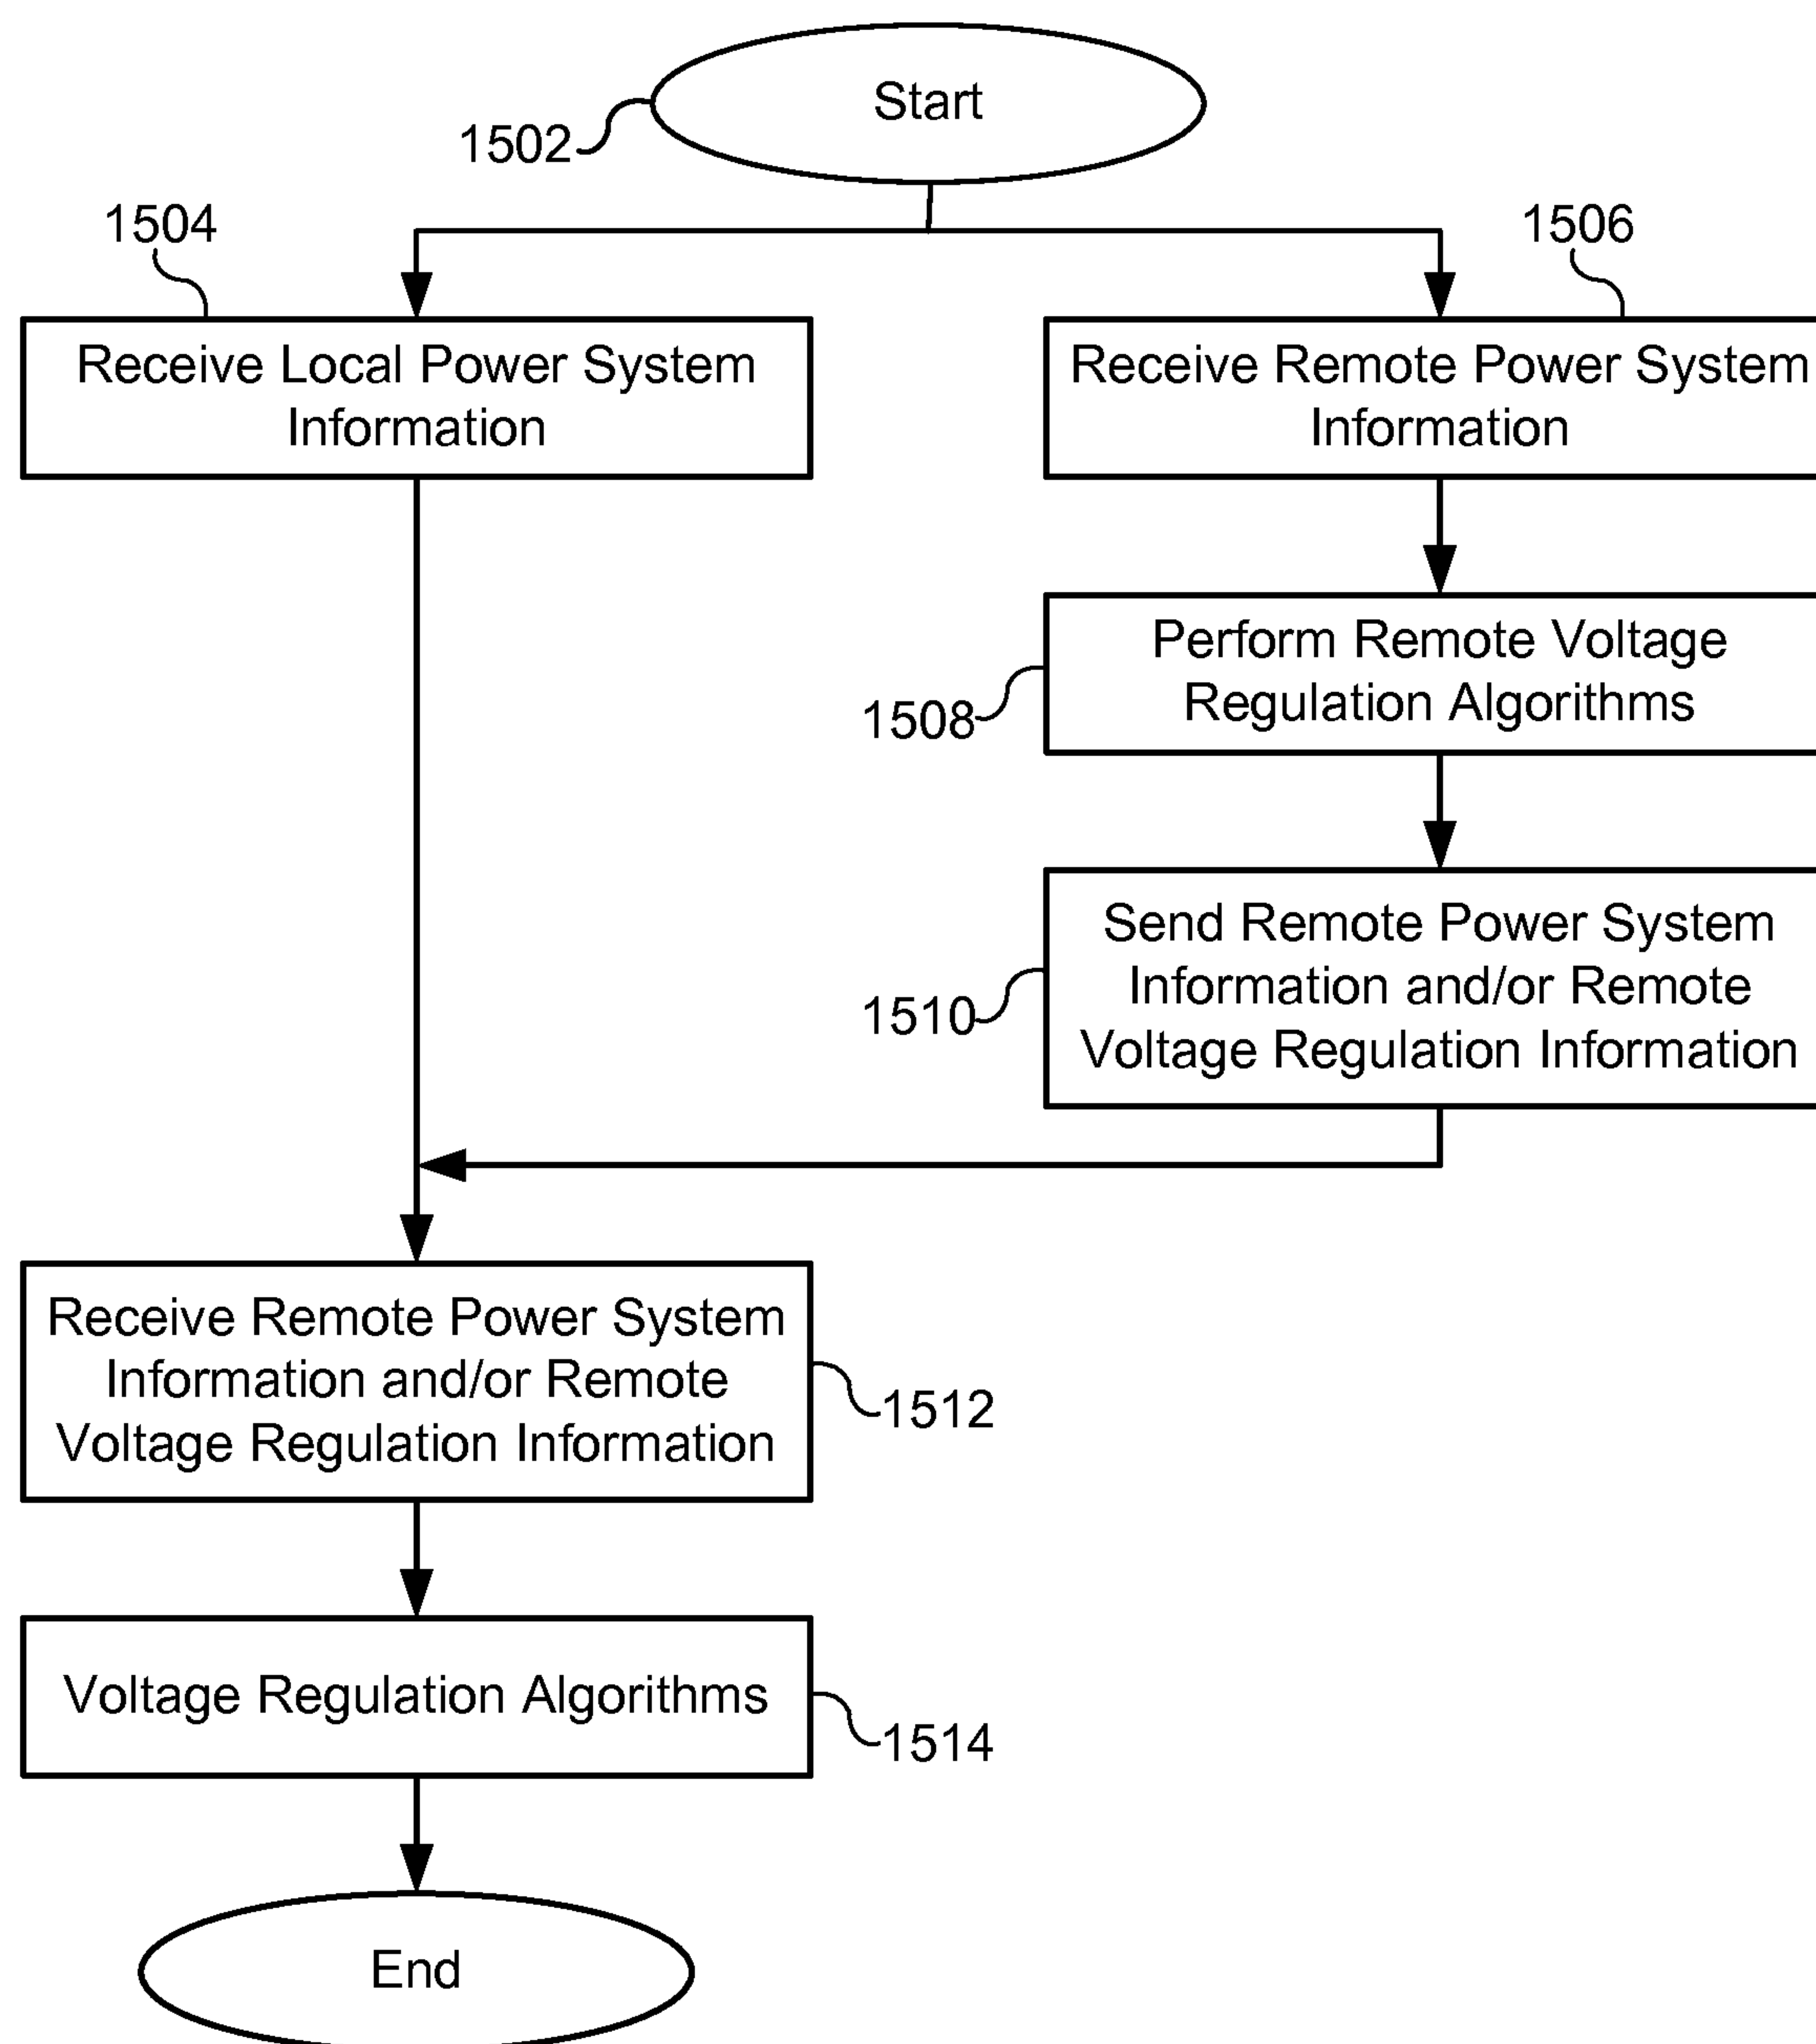 Start
1502
1504
1506
Receive Local Power System
Information
Receive Remote Power System
Information
Perform Remote Voltage
Regulation Algorithms
1508
Send Remote Power System
Information and/or Remote
Voltage Regulation Information
1510
Receive Remote Power System
Information and/or Remote
Voltage Regulation Information
1512
Voltage Regulation Algorithms
1514
End